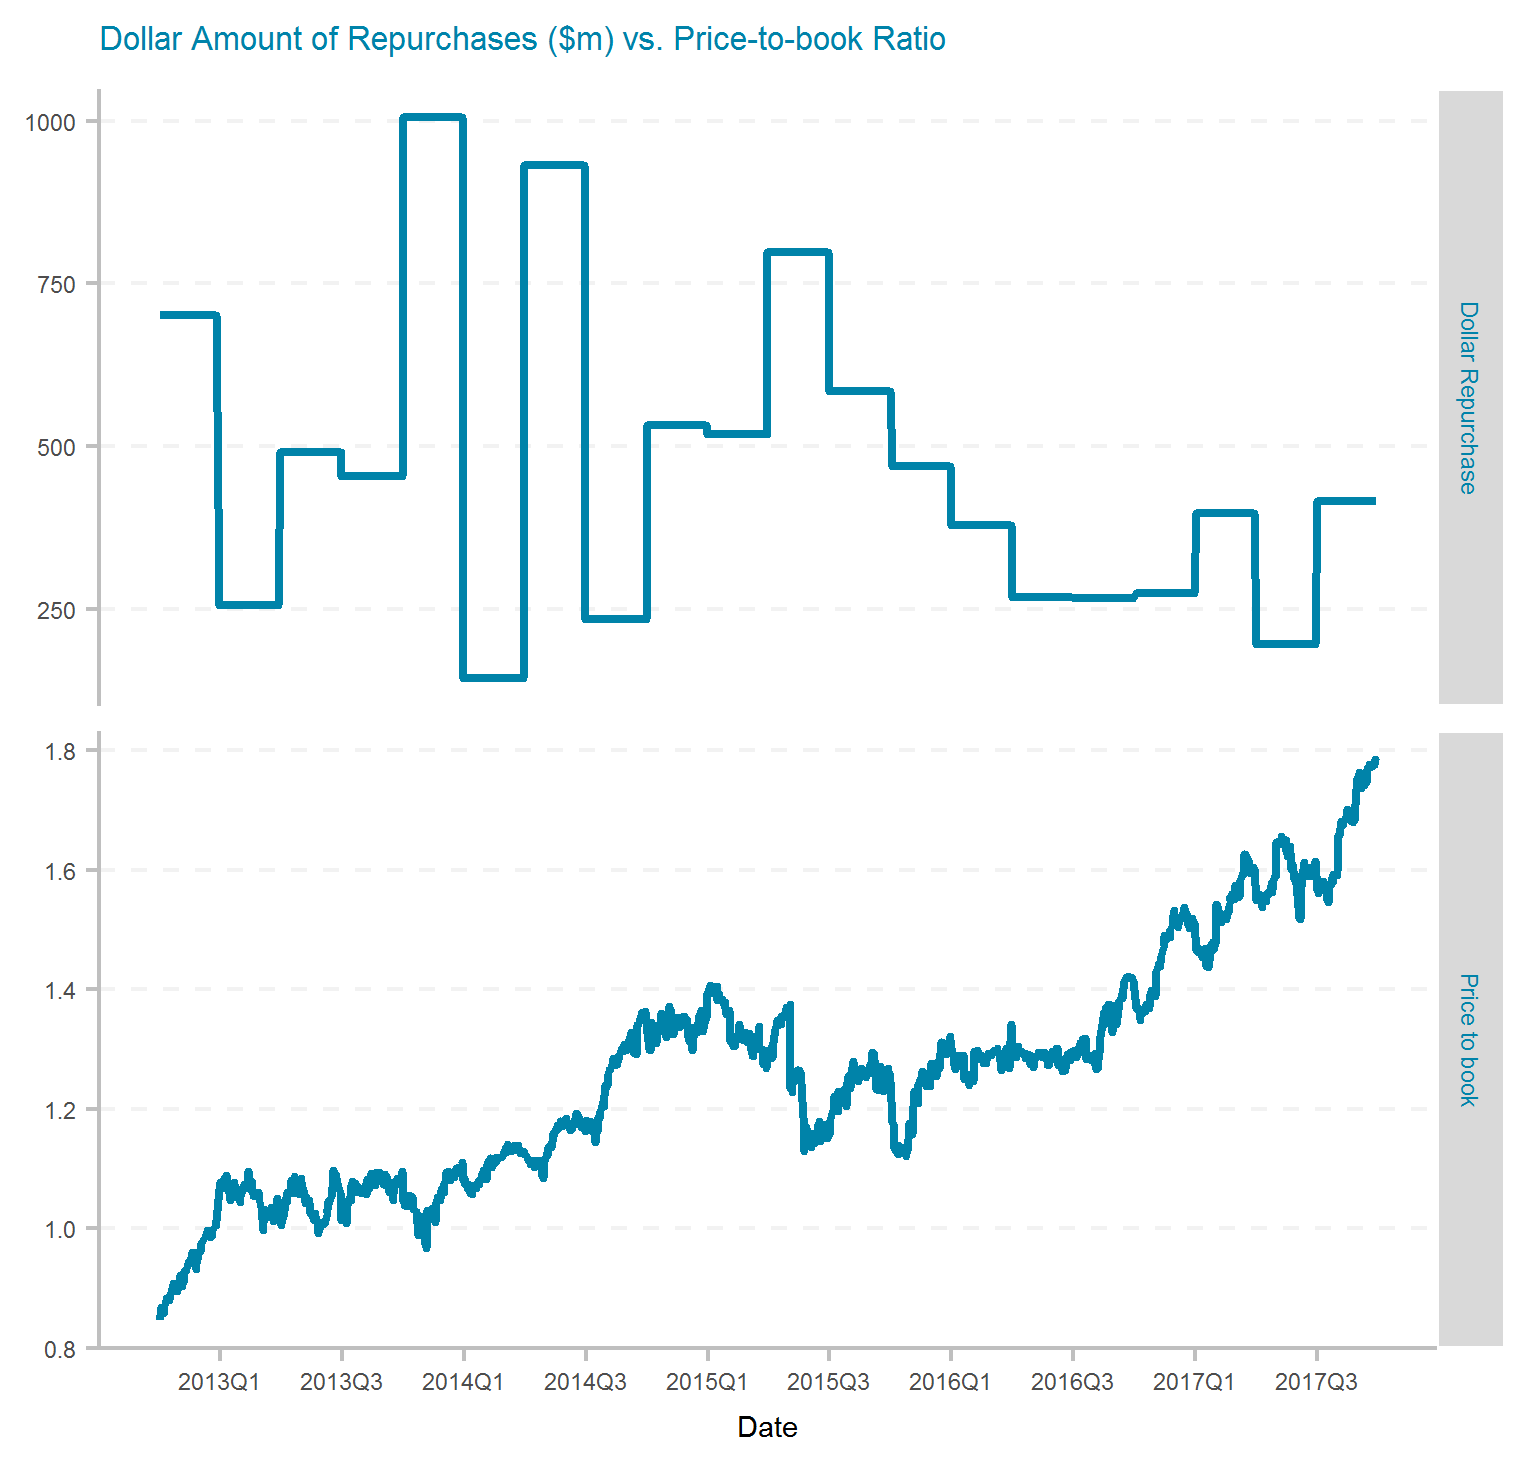 Dollar Amount of Repurchases ($m) vs. Price-to-book Ratio
1000
750
500
250
Dollar Repurchase
1.8
1.6
1.4
1.2
1.0
0.8
Price to book
2013Q1 2013Q3 2014Q1 2014Q3 2015Q1 2015Q3 2016Q1 2016Q3 2017Q1 2017Q3
Date